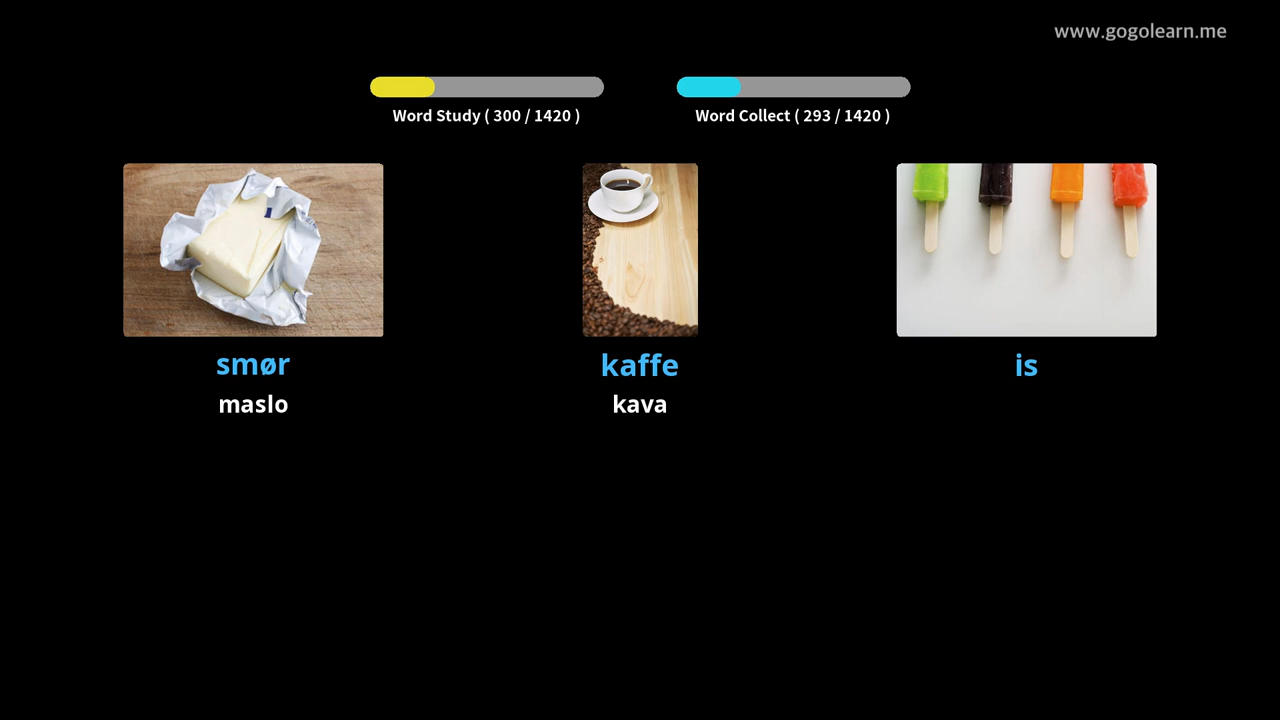 www.gogolearn.me
Word Study ( 300 / 1420 )
Word Collect ( 293 / 1420 )
smør
kaffe
is
maslo
kava